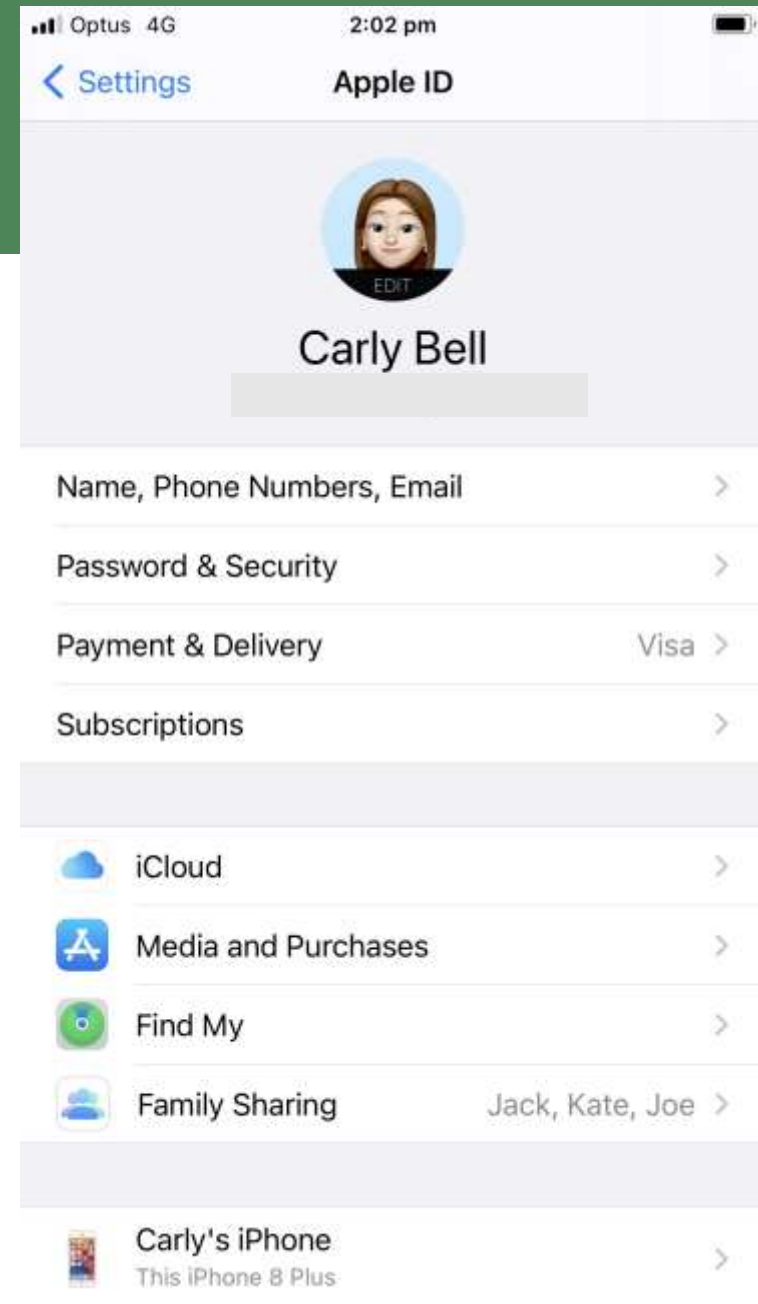 Optus 4G 2:02 pm
Settings Apple ID
EDIT
Carly Bell
Name, Phone Numbers, Email
Password & Security
Payment & Delivery Visa
Subscriptions
iCloud
Media and Purchases
Find My
Family Sharing Jack, Kate, Joe
Carly's iPhone
This iPhone 8 Plus